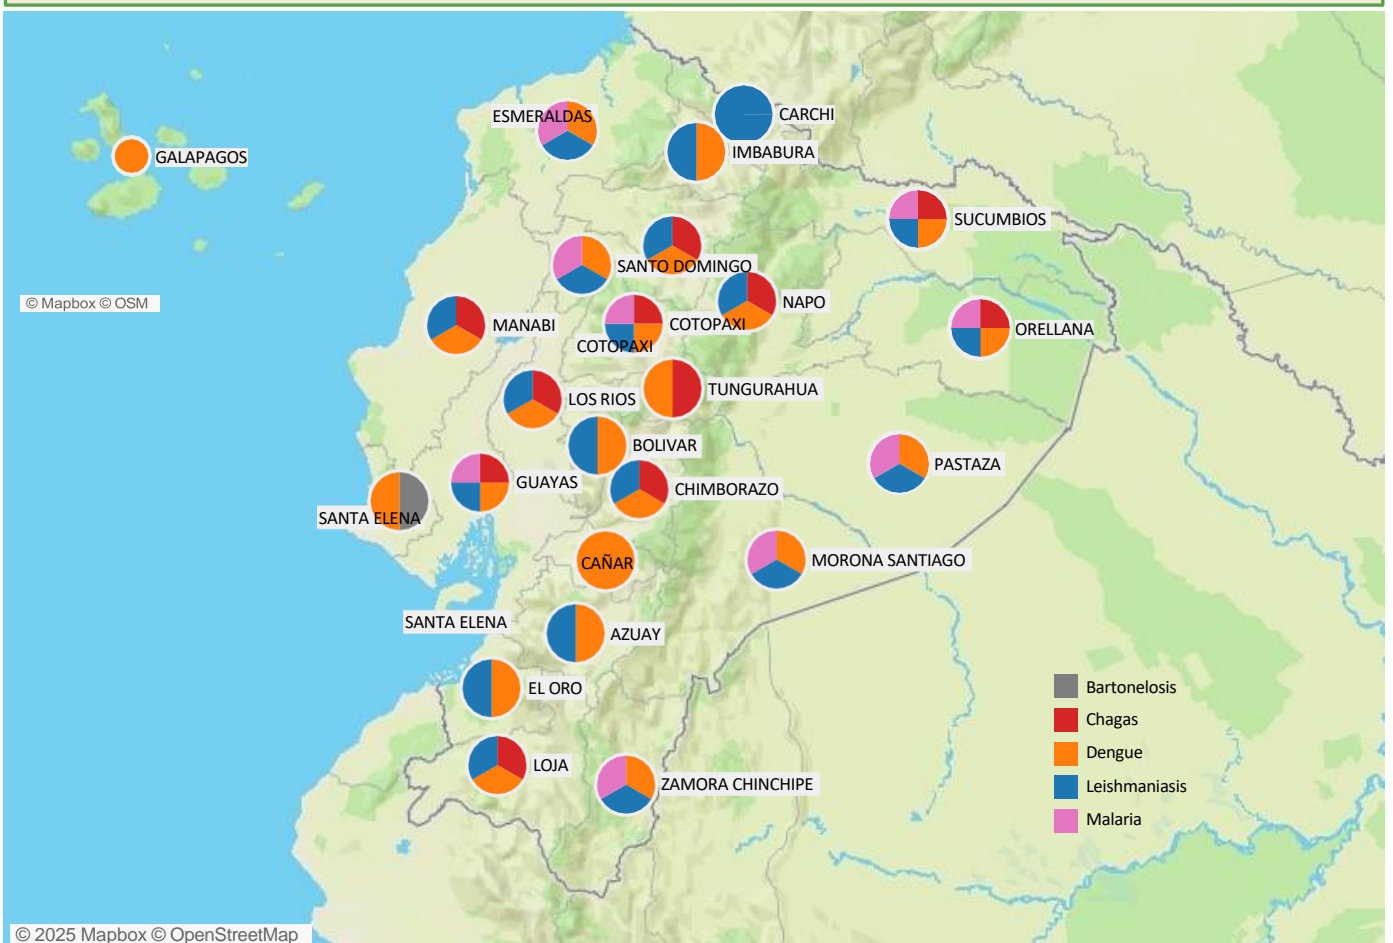 ESMERALDAS
CARCHI
IMBABURA
GALAPAGOS
SUCUMBIOS
SANTO DOMINGO
NAPO
© Mapbox © OSM
MANABI
COTOPAXI
ORELLANA
COTOPAXI
TUNGURAHUA
LOS RIOS
BOLIVAR
PASTAZA
GUAYAS
CHIMBORAZO
SANTA ELENA
CAÑAR
MORONA SANTIAGO
SANTA ELENA
AZUAY
EL ORO
LOJA
ZAMORA CHINCHIPE
Bartonelosis
Chagas
Dengue
Leishmaniasis
Malaria
© 2025 Mapbox © OpenStreetMap